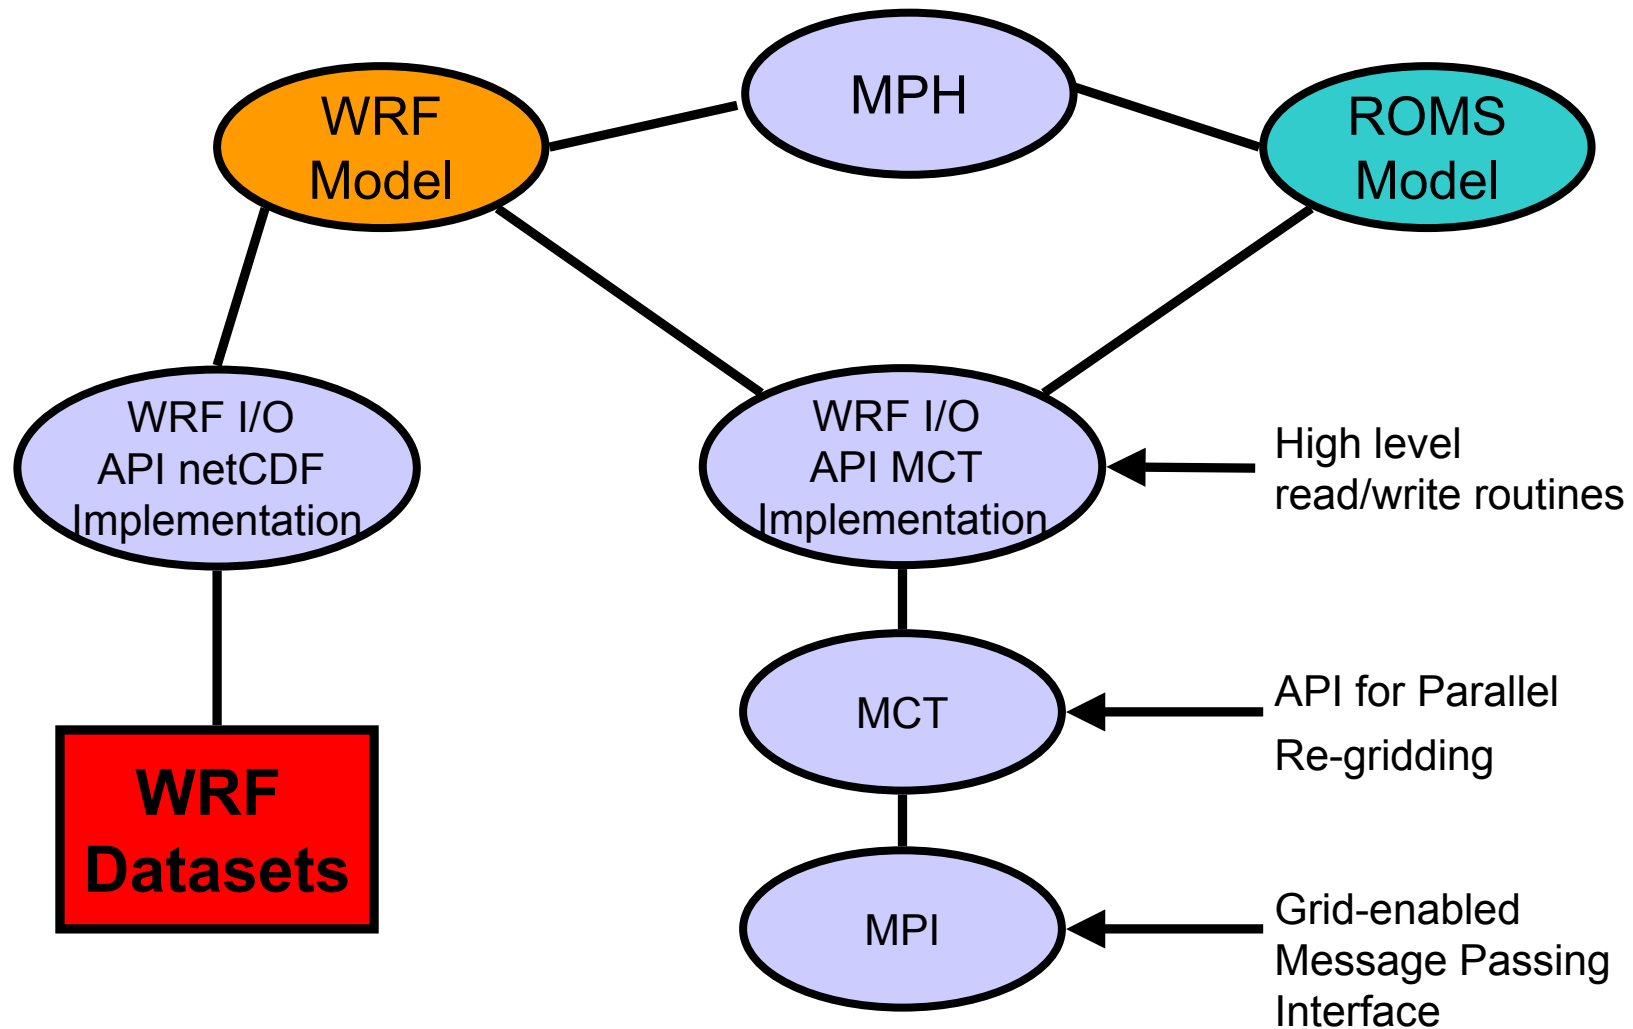 MPH
WRF
Model
ROMS
Model
WRF I/O
API netCDF
Implementation
WRF I/O
API MCT
Implementation
High level
read/write routines
MCT
API for Parallel
Re-gridding
WRF
Datasets
MPI
Grid-enabled
Message Passing
Interface